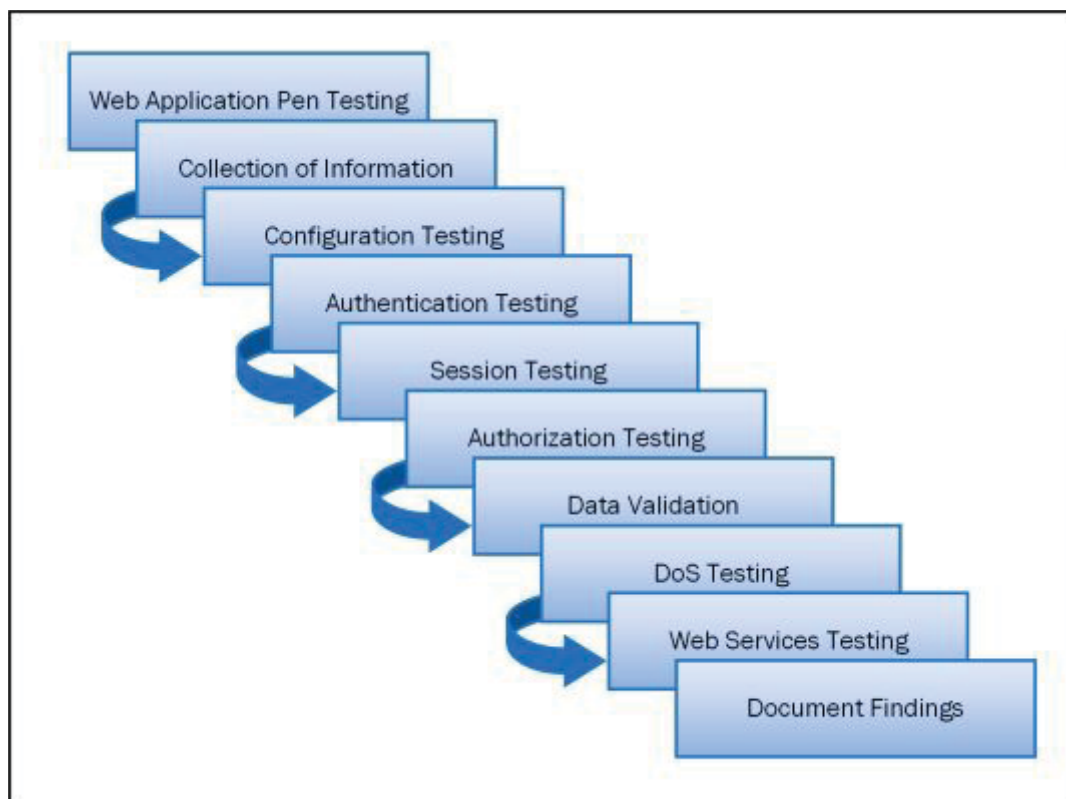 Web Application Pen Testing
Collection of Information
Configuration Testing
Authentication Testing
Session Testing
Authorization Testing
Data Validation
DoS Testing
Web Services Testing
Document Findings